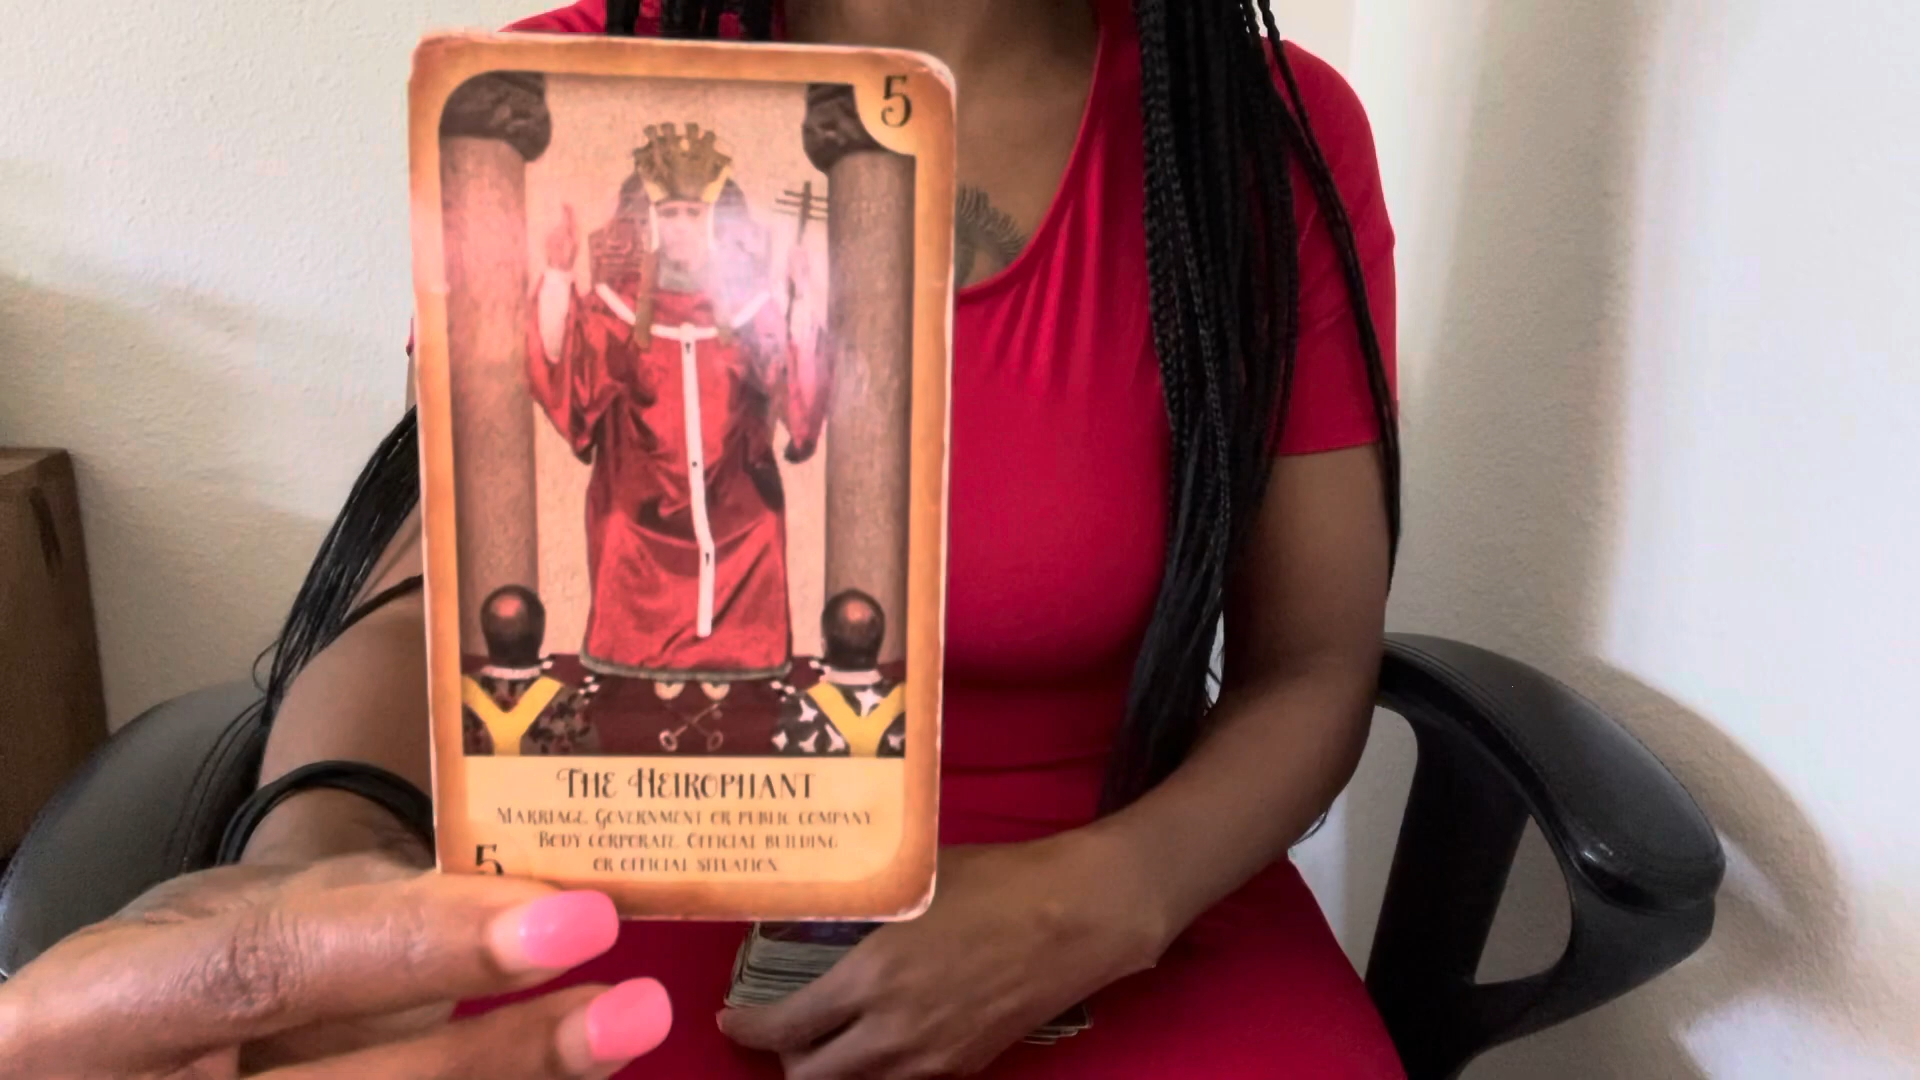 5
THE HEIROPHANT
MARRIAGE. GOVERNMENT OR PUBLIC COMPANY
BODY CORPORATE. OFFICIAL BUILDING
OR OFFICIAL SITUATION
5